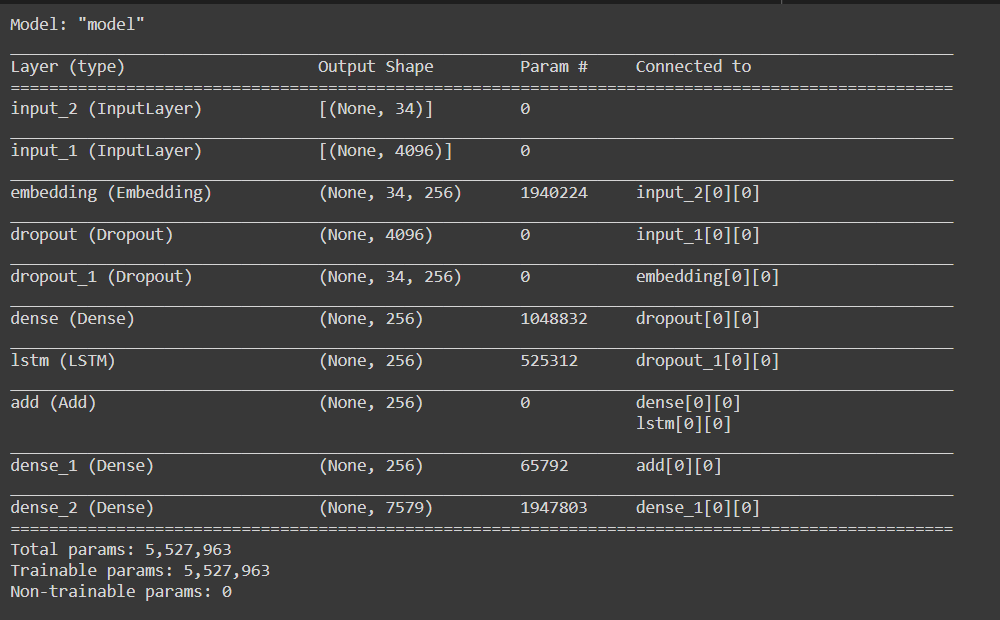 Model: "model"
Layer (type) Output Shape Param # Connected to
==================================================================================================
input_2 (InputLayer) [(None, 34)] 0
input_1 (InputLayer) [(None, 4096)] 0
embedding (Embedding) (None, 34, 256) 1940224 input_2[0][0]
dropout (Dropout) (None, 4096) 0 input_1[0][0]
dropout_1 (Dropout) (None, 34, 256) 0 embedding[0][0]
dense (Dense) (None, 256) 1048832 dropout[0][0]
lstm (LSTM) (None, 256) 525312 dropout_1[0][0]
add (Add) (None, 256) 0 dense[0][0]
lstm[0][0]
dense_1 (Dense) (None, 256) 65792 add[0][0]
dense_2 (Dense) (None, 7579) 1947803 dense_1[0][0]
==================================================================================================
Total params: 5,527,963
Trainable params: 5,527,963
Non-trainable params: 0